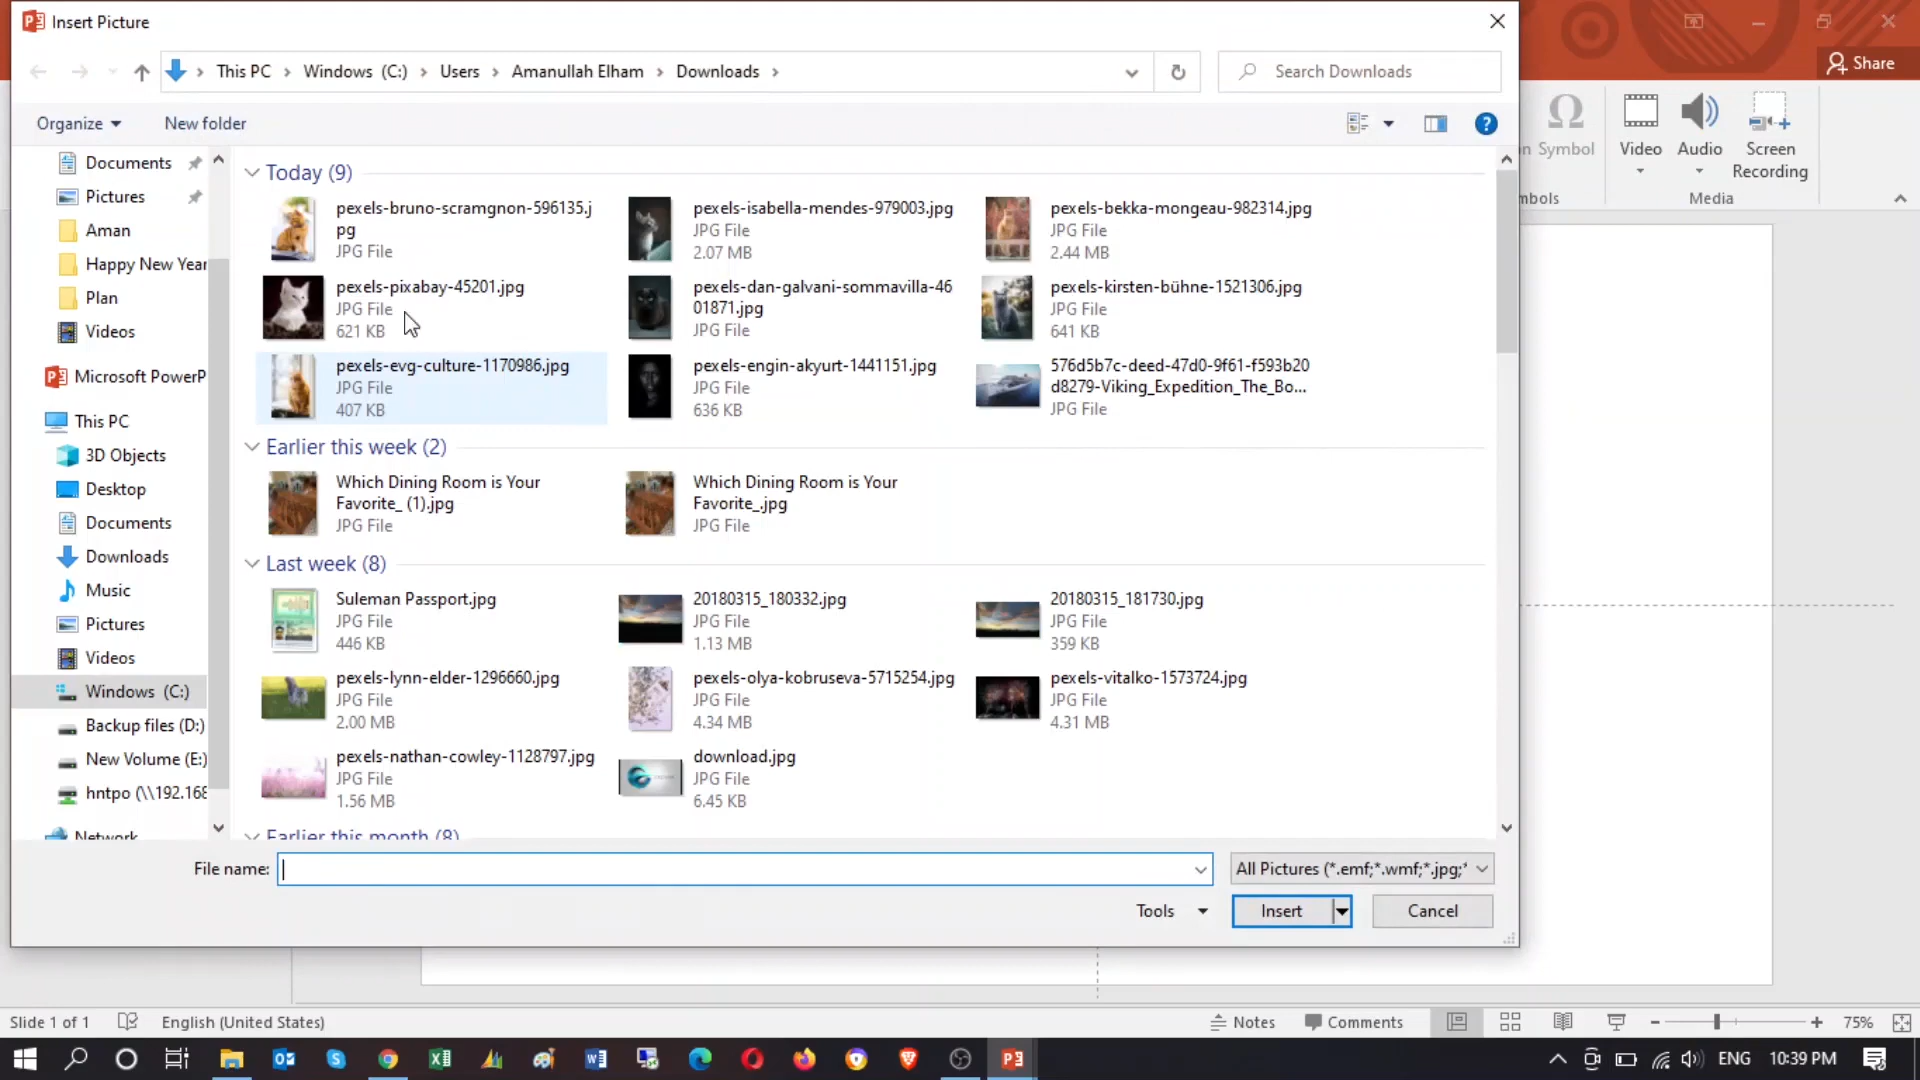 Insert Picture
This PC > Windows (C:) > Users > Amanullah Elham > Downloads >
Search Downloads
Share
Organize
New folder
Symbol
Video
Audio
Screen
Recording
Media
Documents
Pictures
Aman
Happy New Year
Plan
Videos
Microsoft PowerP
This PC
3D Objects
Desktop
Documents
Downloads
Music
Pictures
Videos
Windows (C:)
Backup files (D:)
New Volume (E:)
hntpo (\\192.168
Network
Today (9)
pexels-bruno-scramgnon-596135.j
pg
JPG File
pexels-isabella-mendes-979003.jpg
JPG File
2.07 MB
pexels-bekka-mongeau-982314.jpg
JPG File
2.44 MB
pexels-pixabay-45201.jpg
JPG File
621 KB
pexels-dan-galvani-sommavilla-46
01871.jpg
JPG File
pexels-kirsten-bühne-1521306.jpg
JPG File
641 KB
pexels-evg-culture-1170986.jpg
JPG File
407 KB
pexels-engin-akyurt-1441151.jpg
JPG File
636 KB
576d5b7c-deed-47d0-9f61-f593b20
d8279-Viking_Expedition_The_Bo...
JPG File
Earlier this week (2)
Which Dining Room is Your
Favorite_ (1).jpg
JPG File
Which Dining Room is Your
Favorite_.jpg
JPG File
Last week (8)
Suleman Passport.jpg
JPG File
446 KB
20180315_180332.jpg
JPG File
1.13 MB
20180315_181730.jpg
JPG File
359 KB
pexels-lynn-elder-1296660.jpg
JPG File
2.00 MB
pexels-olya-kobruseva-5715254.jpg
JPG File
4.34 MB
pexels-vitalko-1573724.jpg
JPG File
4.31 MB
pexels-nathan-cowley-1128797.jpg
JPG File
1.56 MB
download.jpg
JPG File
6.45 KB
Earlier this month (8)
File name:
All Pictures (*.emf;*.wmf;*.jpg;*
Tools
Insert
Cancel
Slide 1 of 1
English (United States)
Notes
Comments
75%
ENG
10:39 PM